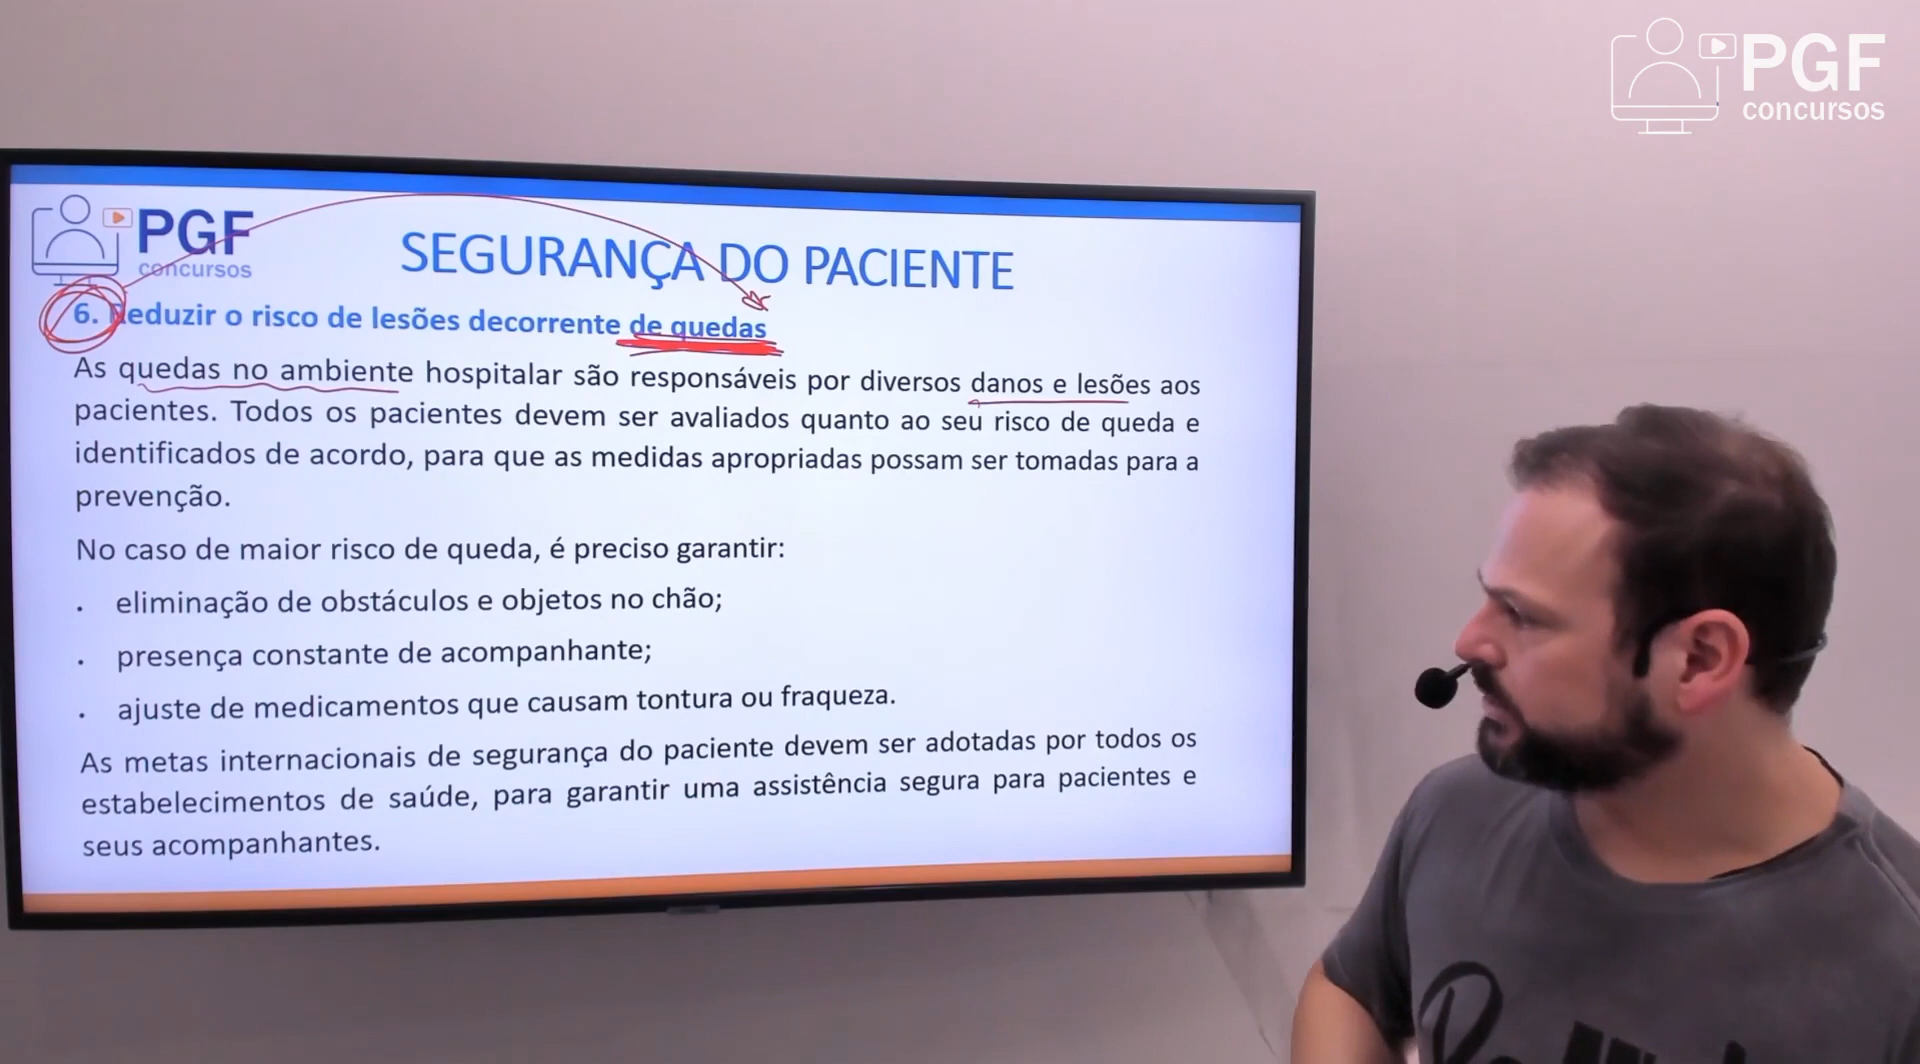 PGF
concursos
PGF
concursos
SEGURANÇA DO PACIENTE
6. Reduzir o risco de lesões decorrente de quedas
As quedas no ambiente hospitalar são responsáveis por diversos danos e lesões aos
pacientes. Todos os pacientes devem ser avaliados quanto ao seu risco de queda e
identificados de acordo, para que as medidas apropriadas possam ser tomadas para a
prevenção.
No caso de maior risco de queda, é preciso garantir:
. eliminação de obstáculos e objetos no chão;
. presença constante de acompanhante;
. ajuste de medicamentos que causam tontura ou fraqueza.
As metas internacionais de segurança do paciente devem ser adotadas por todos os
estabelecimentos de saúde, para garantir uma assistência segura para pacientes e
seus acompanhantes.